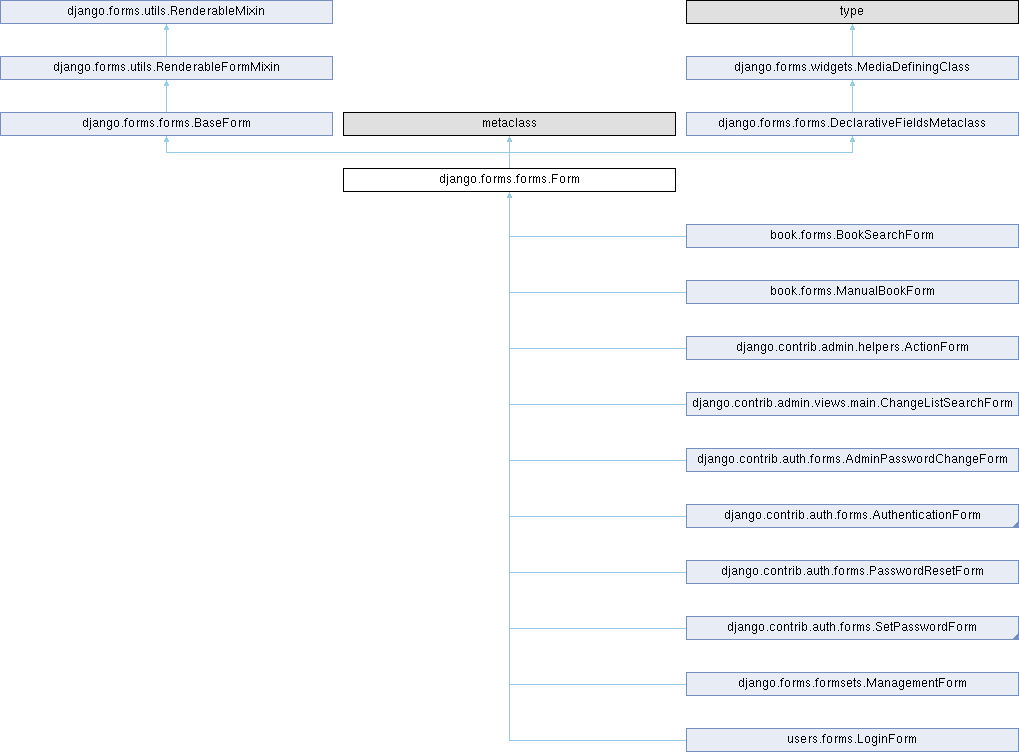 django.forms.utils.RenderableMixin
type
django.forms.utils.RenderableFormMixin
django.forms.widgets.MediaDefiningClass
django.forms.forms.BaseForm
metaclass
django.forms.forms.DeclarativeFieldsMetaclass
django.forms.forms.Form
book.forms.BookSearchForm
book.forms.ManualBookForm
django.contrib.admin.helpers.ActionForm
django.contrib.admin.views.main.ChangeListSearchForm
django.contrib.auth.forms.AdminPasswordChangeForm
django.contrib.auth.forms.AuthenticationForm
django.contrib.auth.forms.PasswordResetForm
django.contrib.auth.forms.SetPasswordForm
django.forms.formsets.ManagementForm
users.forms.LoginForm